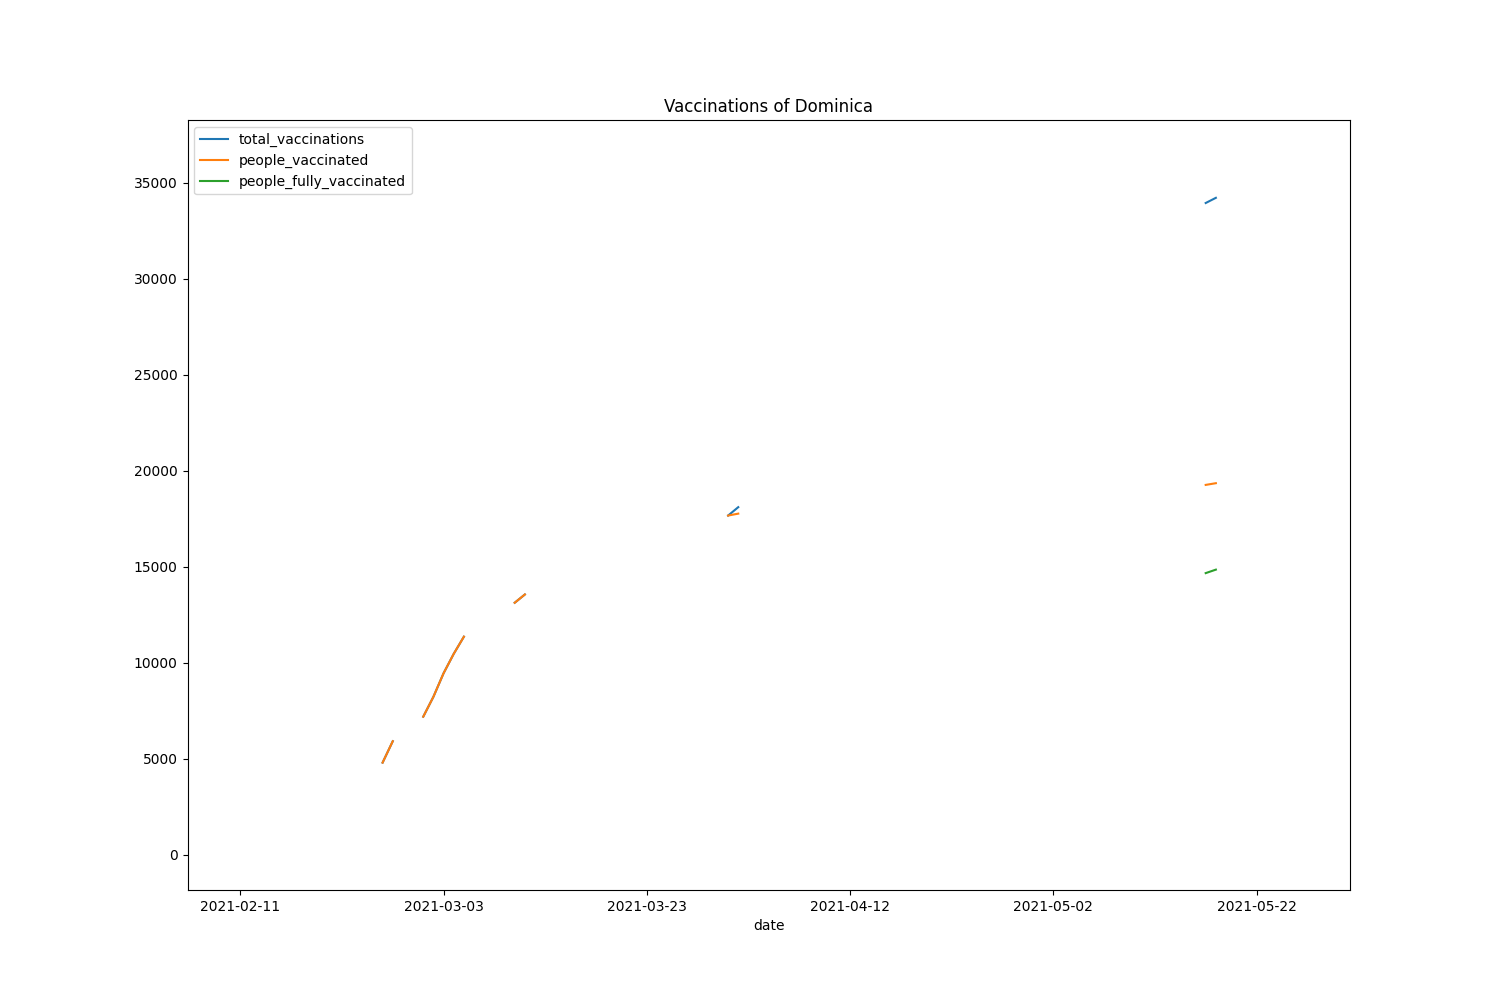 Vaccinations of Dominica
total_vaccinations
people_vaccinated
people_fully_vaccinated
35000
30000
25000
20000
15000
10000
5000
0
2021-02-11 2021-03-03 2021-03-23 2021-04-12 2021-05-02 2021-05-22
date